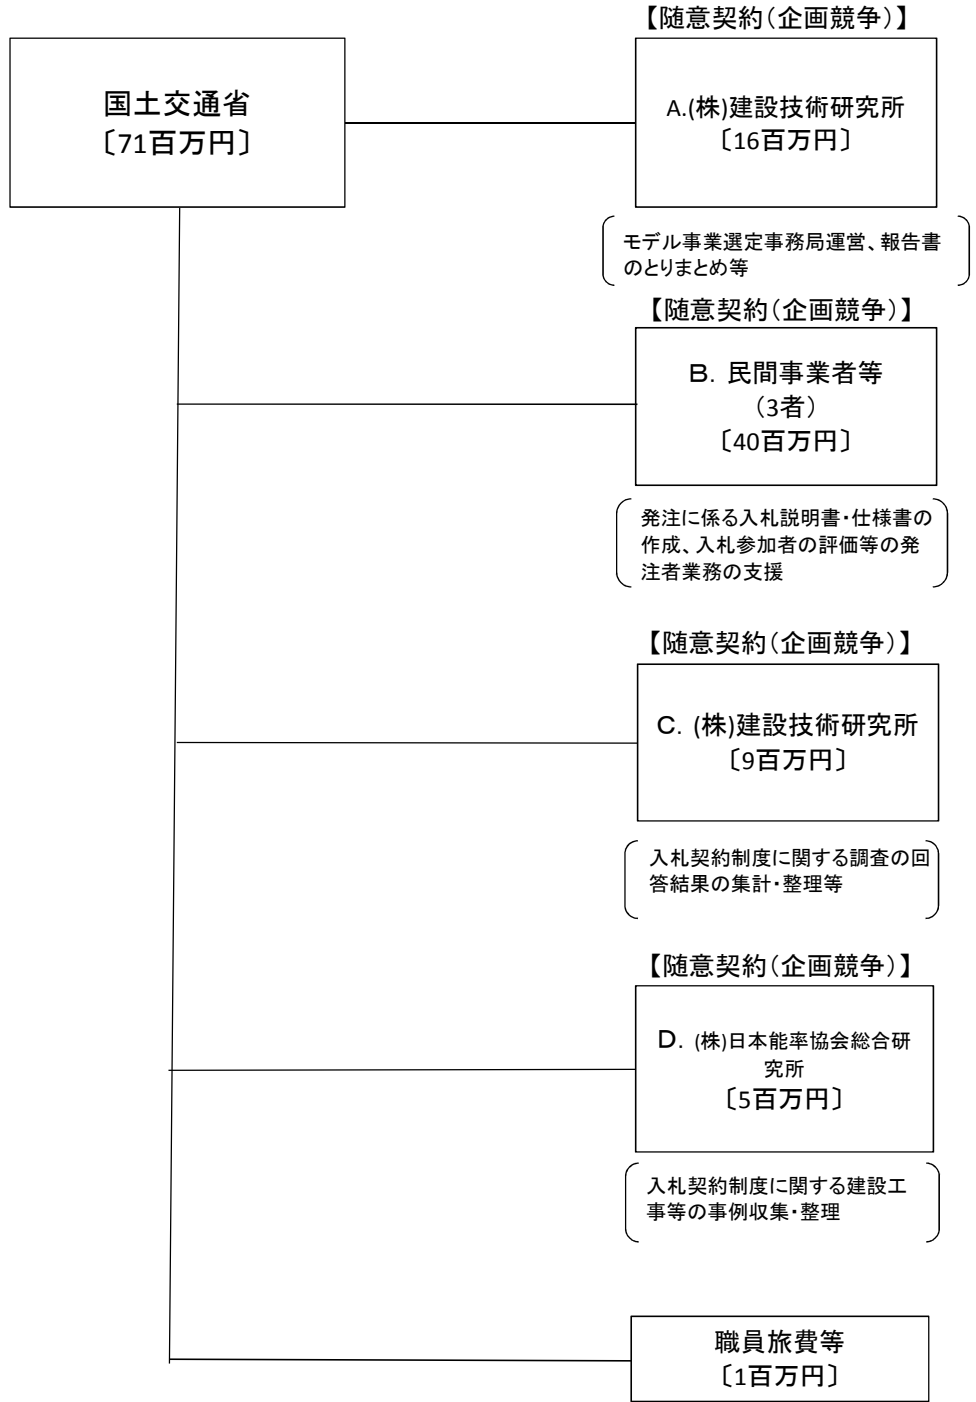 国土交通省
〔71百万円〕
【随意契約(企画競争)】
A.(株)建設技術研究所
〔16百万円〕
モデル事業選定事務局運営、報告書
のとりまとめ等
【随意契約(企画競争)】
B. 民間事業者等
(3者)
〔40百万円〕
発注に係る入札説明書・仕様書の
作成、入札参加者の評価等の発
注者業務の支援
【随意契約(企画競争)】
C. (株)建設技術研究所
〔9百万円〕
入札契約制度に関する調査の回
答結果の集計・整理等
【随意契約(企画競争)】
D. (株)日本能率協会総合研
究所
〔5百万円〕
入札契約制度に関する建設工
事等の事例収集・整理
職員旅費等
〔1百万円〕